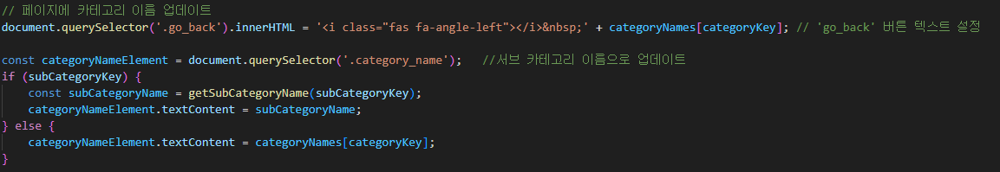 // 페이지에 카테고리 이름 업데이트
document.querySelector('.go_back').innerHTML = '<i class="fas fa-angle-left"></i>&nbsp;' + categoryNames[categoryKey]; // 'go_back' 버튼 텍스트 설정
const categoryNameElement = document.querySelector('.category_name');   //서브 카테고리 이름으로 업데이트
if (subCategoryKey) {
    const subCategoryName = getSubCategoryName(subCategoryKey);
    categoryNameElement.textContent = subCategoryName;
} else {
    categoryNameElement.textContent = categoryNames[categoryKey];
}